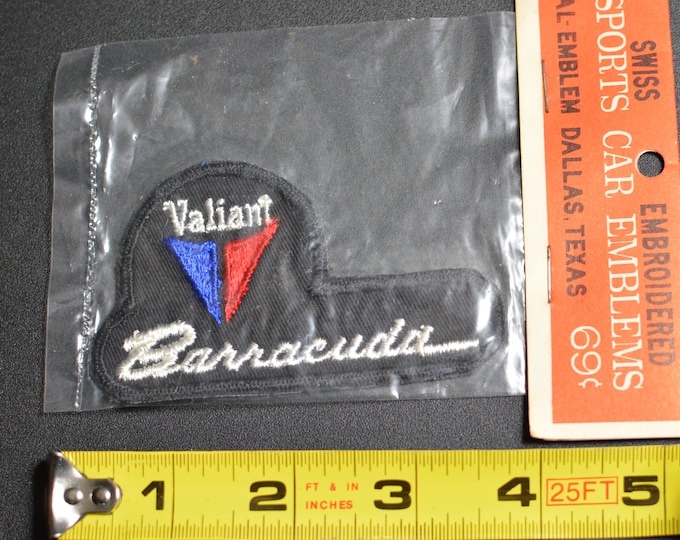 Valiant
Barracuda
SWISS EMBROIDERED
SPORTS CAR EMBLEMS
AL-EMBLEM DALLAS, TEXAS 69¢
1 2 FT & IN INCHES 3 4 25FT 5